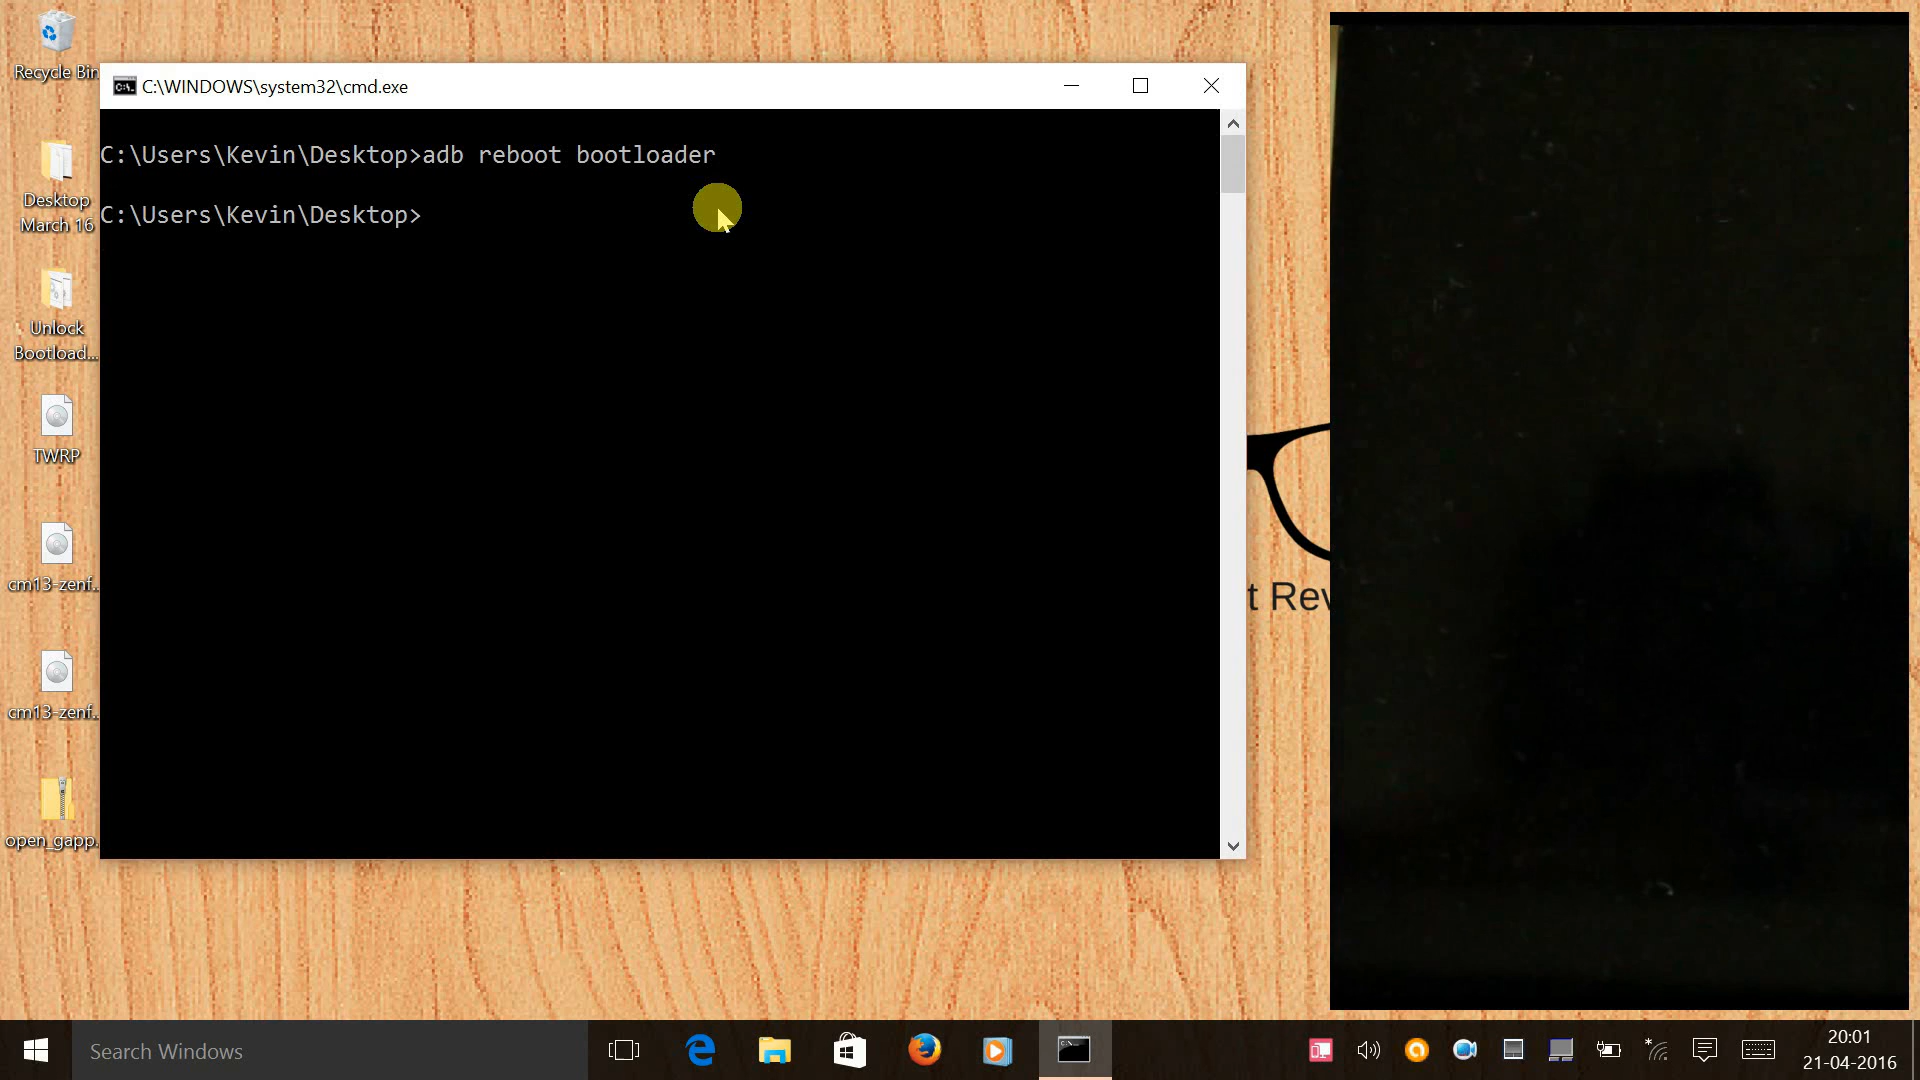 Recycle Bin
Desktop
March 16
Unlock
Bootload...
TWRP
cm13-zenf...
cm13-zenf...
open_gapp...
C:\WINDOWS\system32\cmd.exe
C:\Users\Kevin\Desktop>adb reboot bootloader
C:\Users\Kevin\Desktop>
t Rev
Search Windows
20:01
21-04-2016